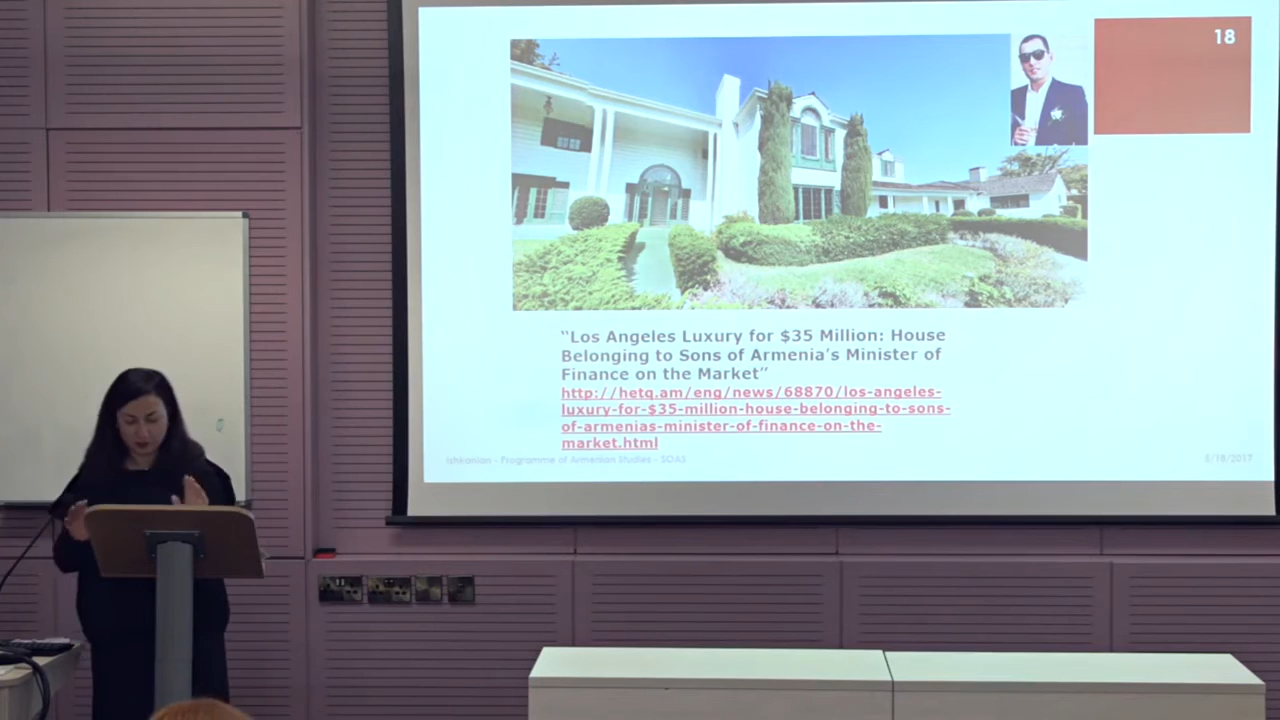 18
“Los Angeles Luxury for $35 Million: House
Belonging to Sons of Armenia’s Minister of
Finance on the Market”
http://hetq.am/eng/news/68870/los-angeles-
luxury-for-$35-million-house-belonging-to-sons-
of-armenias-minister-of-finance-on-the-
market.html
Ishkanian - Programme of Armenian Studies - SOAS
5/18/2017